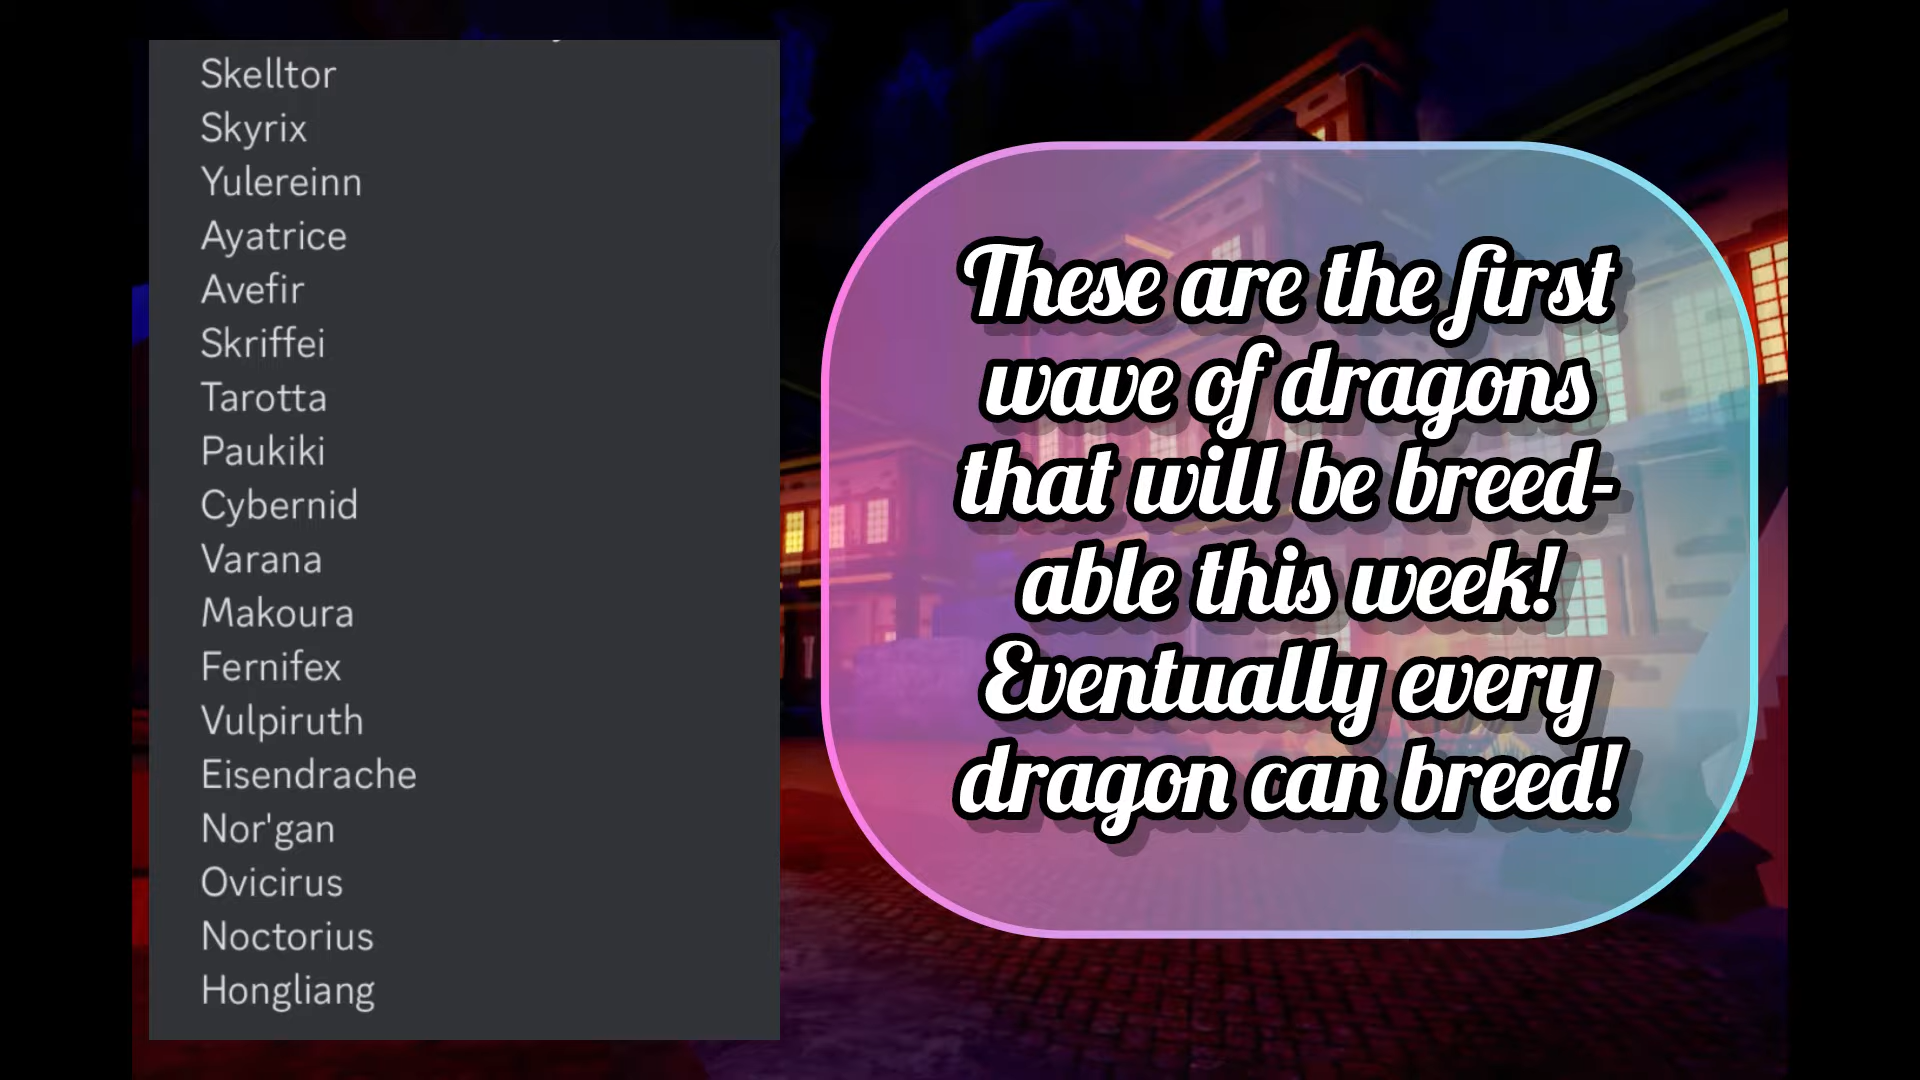 Skelltor
Skyrix
Yulereinn
Ayatrice
Avefir
Skriffei
Tarotta
Paukiki
Cybernid
Varana
Makoura
Fernifex
Vulpiruth
Eisendrache
Nor'gan
Ovicirus
Noctorius
Hongliang
These are the first
wave of dragons
that will be breed-
able this week!
Eventually every
dragon can breed!